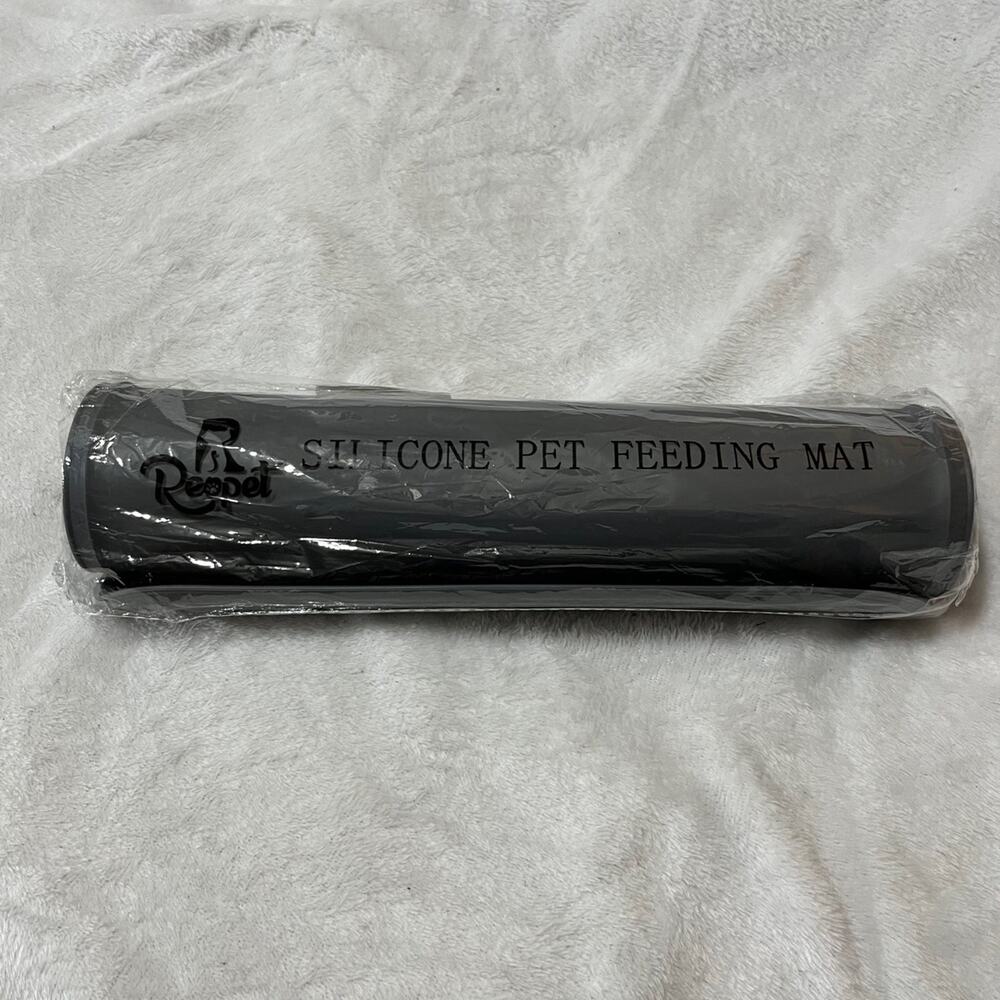 R
Reopet
SILICONE PET FEEDING MAT